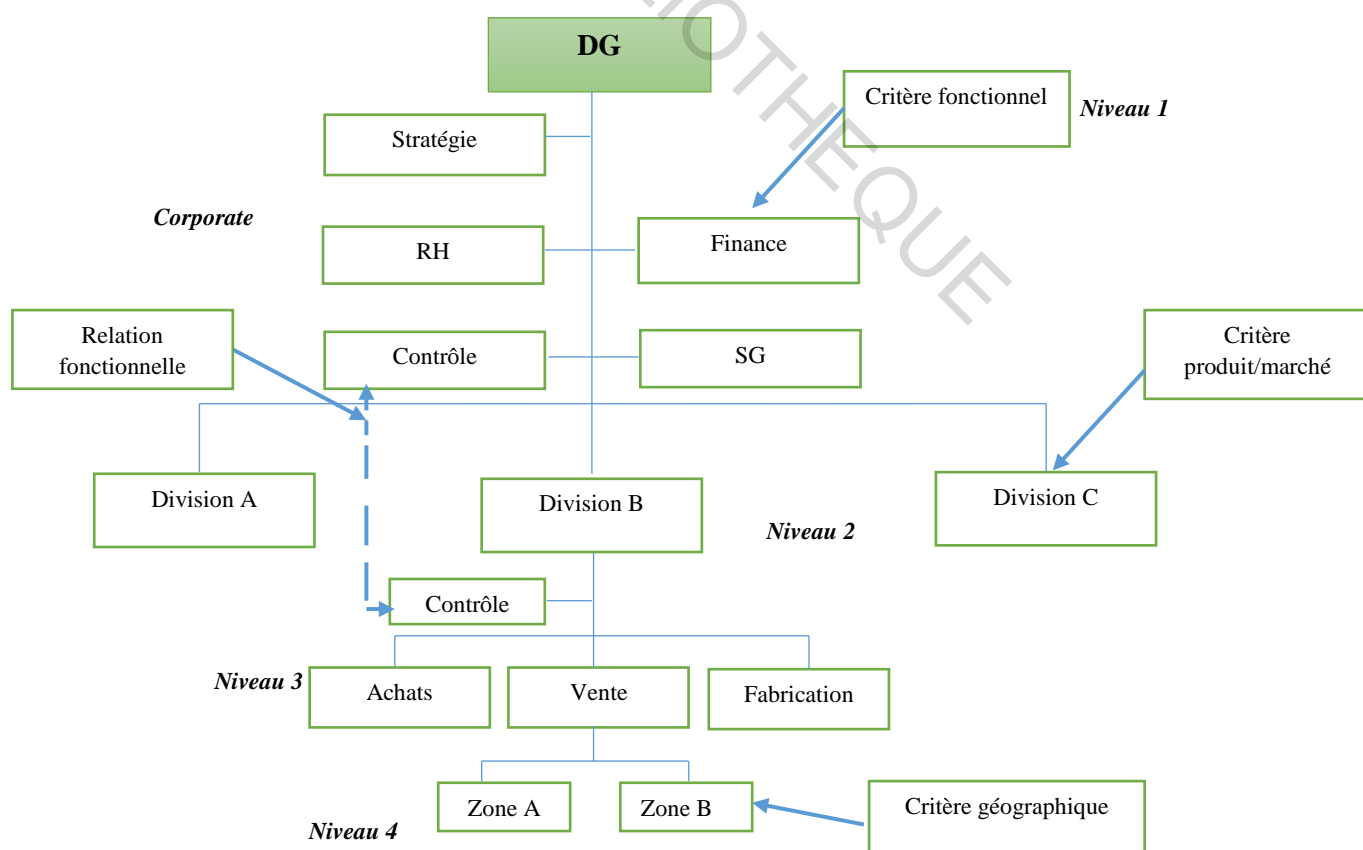 DG
Critère fonctionnel
Niveau 1
Stratégie
Corporate
RH
Finance
Relation
fonctionnelle
Contrôle
SG
Critère
produit/marché
Division A
Division B
Division C
Niveau 2
Contrôle
Niveau 3
Achats
Vente
Fabrication
Zone A
Zone B
Critère géographique
Niveau 4
LIOTHEQUE